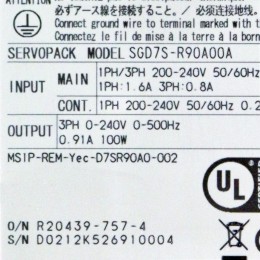 ATTENTION
必ずアース線を接続すること。 / 必须连接地线。
Connect ground wire to terminal marked with t
Connectez le fil de mise à la terre à la borne
SERVOPACK MODEL SGD7S-R90A00A
INPUT MAIN 1PH/3PH 200-240V 50/60Hz
1PH:1.6A 3PH:0.8A
CONT. 1PH 200-240V 50/60Hz 0.2
OUTPUT 3PH 0-240V 0-500Hz
0.91A 100W
MSIP-REM-Yec-D7SR90A0-002
UL
O/N R20439-757-4
S/N D0212K526910004